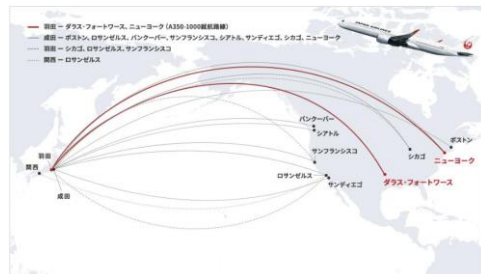 羽田 － ダラス・フォートワース、ニューヨーク (A350-1000就航路線)
成田 － ボストン、ロサンゼルス、バンクーバー、サンフランシスコ、シアトル、サンディエゴ、シカゴ、ニューヨーク
羽田 － シカゴ、ロサンゼルス、サンフランシスコ
関西 － ロサンゼルス
バンクーバー
シアトル
ボストン
羽田
サンフランシスコ
シカゴ
ニューヨーク
関西
ロサンゼルス
サンディエゴ
ダラス・フォートワース
成田